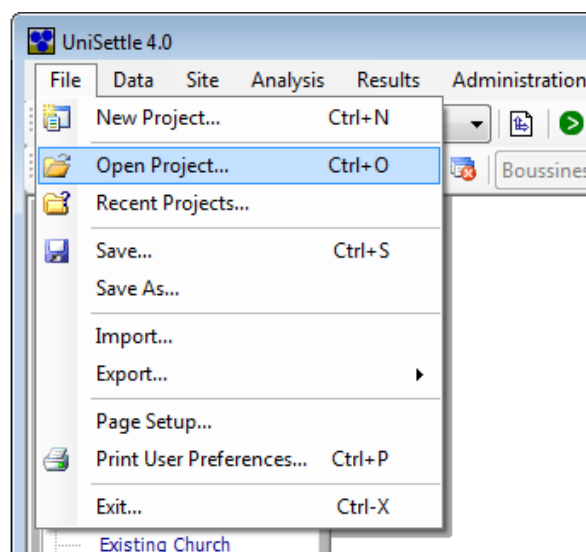 UniSettle 4.0
File Data Site Analysis Results Administration
New Project... Ctrl+N
Open Project... Ctrl+O
Boussines
Recent Projects...
Save... Ctrl+S
Save As...
Import...
Export...
Page Setup...
Print User Preferences... Ctrl+P
Exit... Ctrl-X
Existing Church